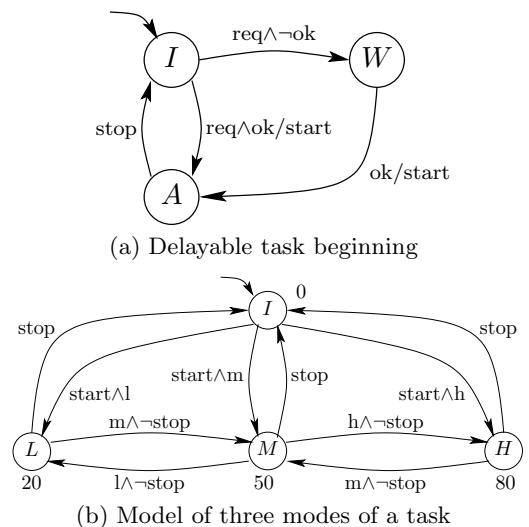 I
req∧¬ok
W
stop
req∧ok/start
A
ok/start
(a) Delayable task beginning
I
0
stop
stop
start∧l
start∧m
stop
start∧h
L
m∧¬stop
M
h∧¬stop
H
20
l∧¬stop
50
m∧¬stop
80
(b) Model of three modes of a task